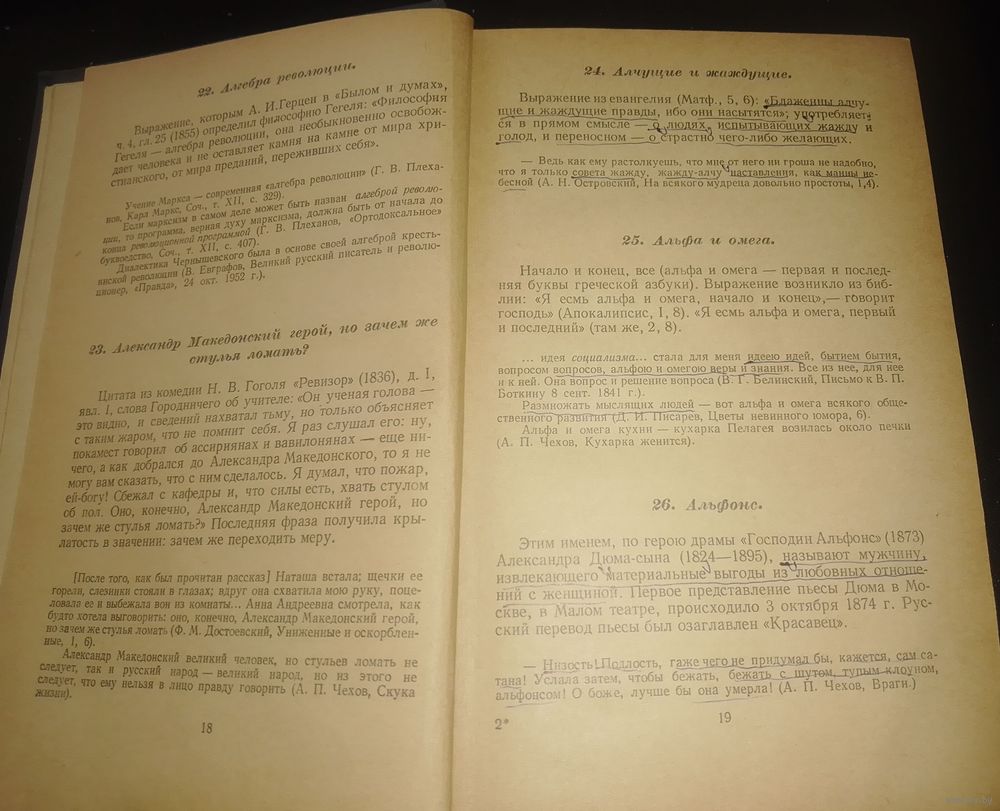 22. Алгебра революции.
Выражение, которым А. И.Герцен в «Былом и думах»,
ч. 4, гл. 25 (1855) определил философию Гегеля: «Философия
Гегеля — алгебра революции, она необыкновенно освобож-
дает человека и не оставляет камня на камне от мира хри-
стианского, от мира преданий, переживших себя».
Учение Маркса — современная «алгебра революции» (Г. В. Плеха-
нов, Карл Маркс, Соч., т. XII, с. 329).
Если марксизм в самом деле может быть назван алгеброй револю-
ции, то программа, верная духу марксизма, должна быть от начала до
конца революционной программой (Г. В. Плеханов, «Ортодоксальное»
буквоедство, Соч., т. XII, с. 407).
Диалектика Чернышевского была в основе своей алгеброй кресть-
янской революции (В. Евграфов, Великий русский писатель и револю-
ционер, «Правда», 24 окт. 1952 г.).
23. Александр Македонский герой, но зачем же
стулья ломать?
Цитата из комедии Н. В. Гоголя «Ревизор» (1836), д. I,
явл. I, слова Городничего об учителе: «Он ученая голова —
это видно, и сведений нахватал тьму, но только объясняет
с таким жаром, что не помнит себя. Я раз слушал его: ну,
покамест говорил об ассириянах и вавилонянах — еще ни-
чего, а как добрался до Александра Македонского, то я не
могу вам сказать, что с ним сделалось. Я думал, что пожар,
ей-богу! Сбежал с кафедры и, что силы есть, хвать стулом
об пол. Оно, конечно, Александр Македонский герой, но
зачем же стулья ломать?» Последняя фраза получила кры-
латость в значении: зачем же переходить меру.
[После того, как был прочитан рассказ] Наташа встала; щечки ее
горели, слезинки стояли в глазах; вдруг она схватила мою руку, поце-
ловала ее и выбежала вон из комнаты... Анна Андреевна смотрела, как
будто хотела выговорить: оно, конечно, Александр Македонский герой,
но зачем же стулья ломать (Ф. М. Достоевский, Униженные и оскорблен-
ные, 1, 6).
Александр Македонский великий человек, но стульев ломать не
следует, так и русский народ — великий народ, но из этого не
следует, что ему нельзя в лицо правду говорить (А. П. Чехов, Скука
жизни).
18
24. Алчущие и жаждущие.
Выражение из евангелия (Матф., 5, 6): «Блаженны алчу-
щие и жаждущие правды, ибо они насытятся»; употребляет-
ся в прямом смысле — о людях, испытывающих жажду и
голод, и переносном — о страстно чего-либо желающих.
— Ведь как ему растолкуешь, что мне от него ни гроша не надобно,
что я только совета жажду, жажду-алчу наставления, как манны не-
бесной (А. Н. Островский, На всякого мудреца довольно простоты, 1,4).
25. Альфа и омега.
Начало и конец, все (альфа и омега — первая и послед-
няя буквы греческой азбуки). Выражение возникло из биб-
лии: «Я есмь альфа и омега, начало и конец»,— говорит
господь» (Апокалипсис, I, 8). «Я есмь альфа и омега, первый
и последний» (там же, 2, 8).
... идея социализма... стала для меня идеею идей, бытием бытия,
вопросом вопросов, альфою и омегою веры и знания. Все из нее, для нее
и к ней. Она вопрос и решение вопроса (В. Г. Белинский, Письмо к В. П.
Боткину 8 сент. 1841 г.).
Размножать мыслящих людей — вот альфа и омега всякого обще-
ственного развития (Д. И. Писарев, Цветы невинного юмора, 6).
Альфа и омега кухни — кухарка Пелагея возилась около печки
(А. П. Чехов, Кухарка женится).
26. Альфонс.
Этим именем, по герою драмы «Господин Альфонс» (1873)
Александра Дюма-сына (1824—1895), называют мужчину,
извлекающего материальные выгоды из любовных отноше-
ний с женщиной. Первое представление пьесы Дюма в Мо-
скве, в Малом театре, происходило 3 октября 1874 г. Рус-
ский перевод пьесы был озаглавлен «Красавец».
— Низость! Подлость, гаже чего не придумал бы, кажется, сам са-
тана! Услала затем, чтобы бежать, бежать с шутом, тупым клоуном,
альфонсом! О боже, лучше бы она умерла! (А. П. Чехов, Враги.)
2*
19